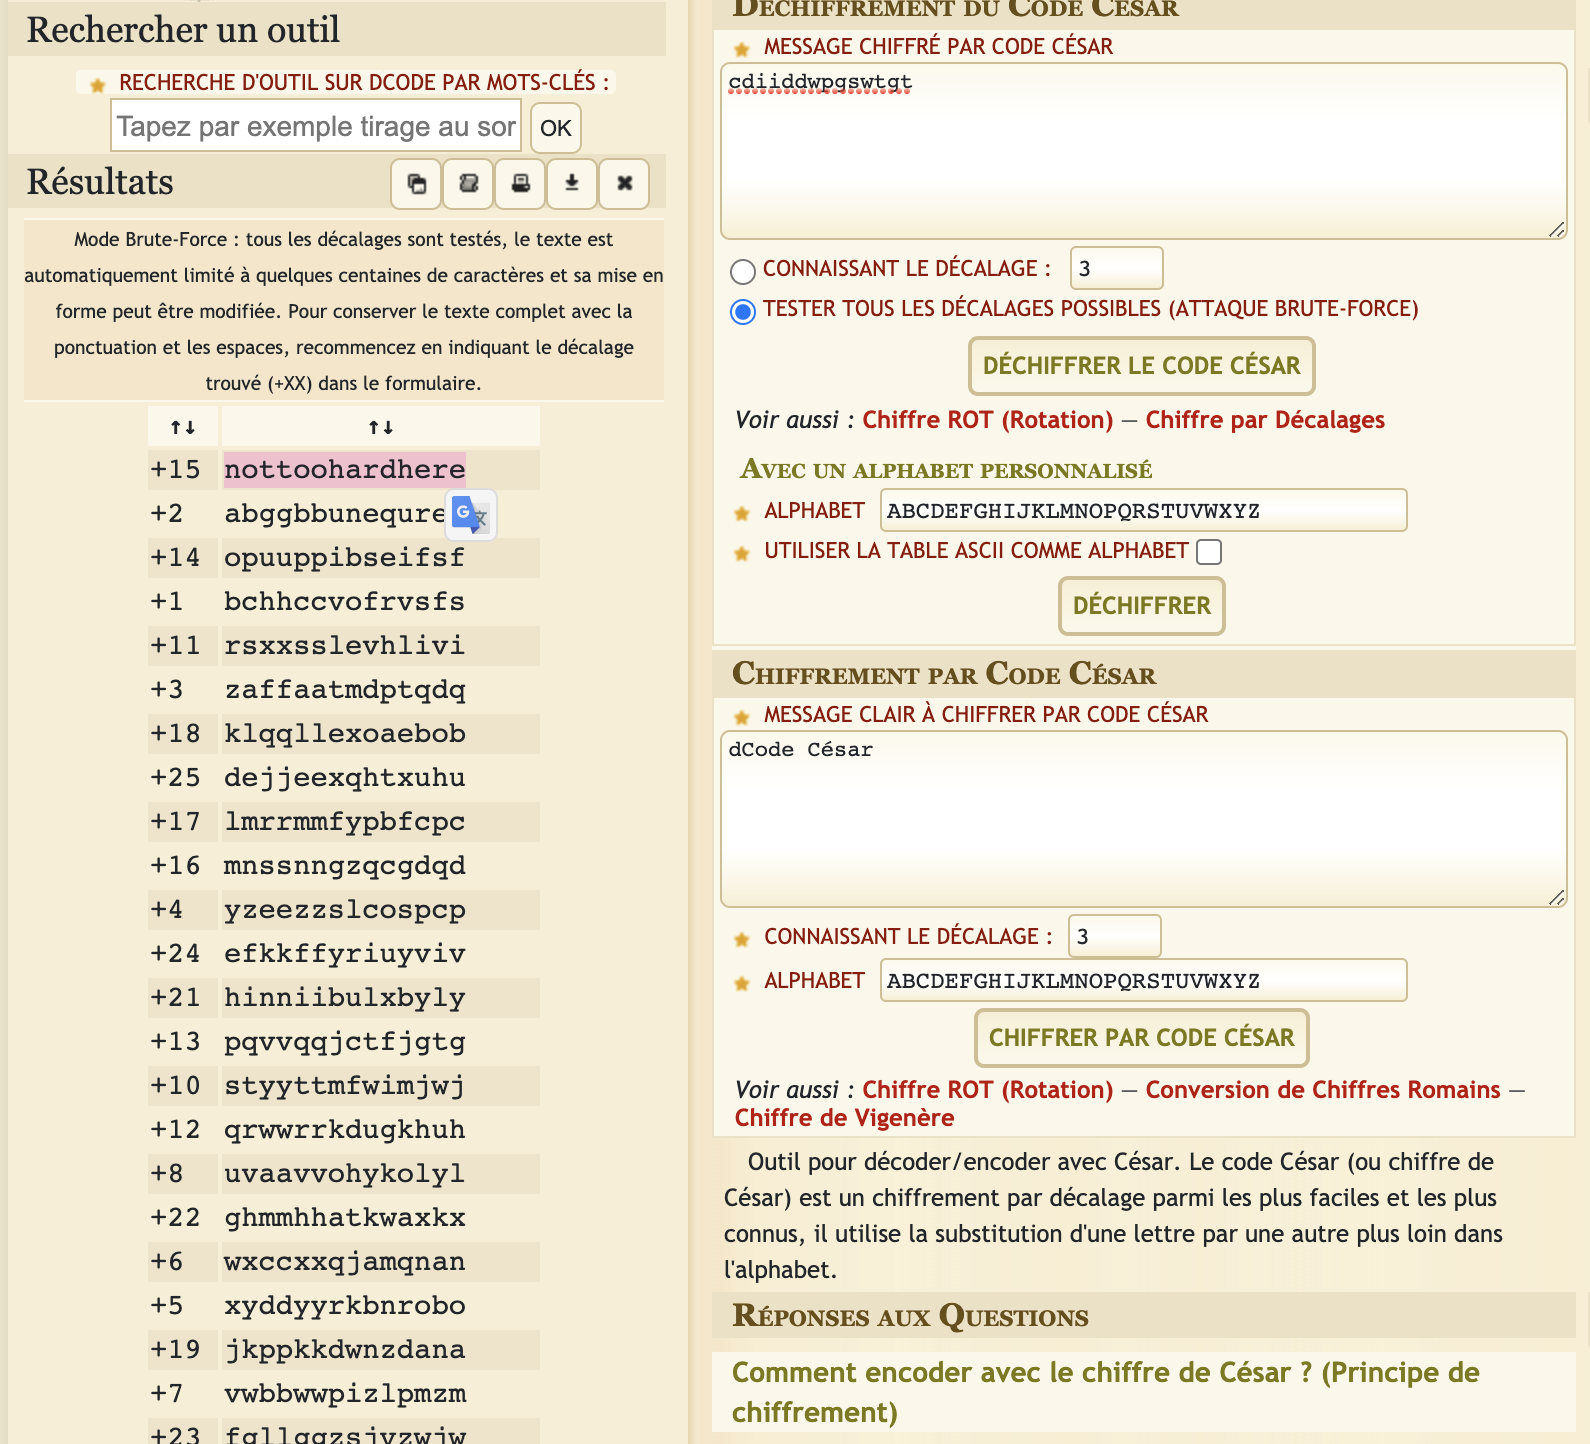 Rechercher un outil
RECHERCHE D'OUTIL SUR DCODE PAR MOTS-CLÉS :
Tapez par exemple tirage au sor
OK
Résultats
Mode Brute-Force : tous les décalages sont testés, le texte est
automatiquement limité à quelques centaines de caractères et sa mise en
forme peut être modifiée. Pour conserver le texte complet avec la
ponctuation et les espaces, recommencez en indiquant le décalage
trouvé (+XX) dans le formulaire.
↑↓ ↑↓
+15 nottoohardhere
+2 abggbbunequre
+14 opuuppibseifsf
+1 bchhccvofrvsfs
+11 rsxxsslevhlivi
+3 zaffaatmdptqdq
+18 klqqllexoaebob
+25 dejjeexqhtxuhu
+17 lmrrmmfypbfcpc
+16 mnssnngzqcgdqd
+4 yzeezzslcospcp
+24 efkkffyriuyviv
+21 hinniibulxbyly
+13 pqvvqqjctfjgtg
+10 styyttmfwimjwj
+12 qrwwrrkdugkhuh
+8 uvaavvohykolyl
+22 ghmmhhatkwaxkx
+6 wxccxxqjamqnan
+5 xyddyyrkbnrobo
+19 jkppkkdwnzdana
+7 vwbbwwpizlpmzm
+23 fgllggzsjvzwjw
DÉCHIFFREMENT DU CODE CÉSAR
MESSAGE CHIFFRÉ PAR CODE CÉSAR
cdiiddwpgswtgt
CONNAISSANT LE DÉCALAGE : 3
TESTER TOUS LES DÉCALAGES POSSIBLES (ATTAQUE BRUTE-FORCE)
DÉCHIFFRER LE CODE CÉSAR
Voir aussi : Chiffre ROT (Rotation) — Chiffre par Décalages
AVEC UN ALPHABET PERSONNALISÉ
ALPHABET ABCDEFGHIJKLMNOPQRSTUVWXYZ
UTILISER LA TABLE ASCII COMME ALPHABET
DÉCHIFFRER
CHIFFREMENT PAR CODE CÉSAR
MESSAGE CLAIR À CHIFFRER PAR CODE CÉSAR
dCode César
CONNAISSANT LE DÉCALAGE : 3
ALPHABET ABCDEFGHIJKLMNOPQRSTUVWXYZ
CHIFFRER PAR CODE CÉSAR
Voir aussi : Chiffre ROT (Rotation) — Conversion de Chiffres Romains —
Chiffre de Vigenère
Outil pour décoder/encoder avec César. Le code César (ou chiffre de
César) est un chiffrement par décalage parmi les plus faciles et les plus
connus, il utilise la substitution d'une lettre par une autre plus loin dans
l'alphabet.
RÉPONSES AUX QUESTIONS
Comment encoder avec le chiffre de César ? (Principe de
chiffrement)